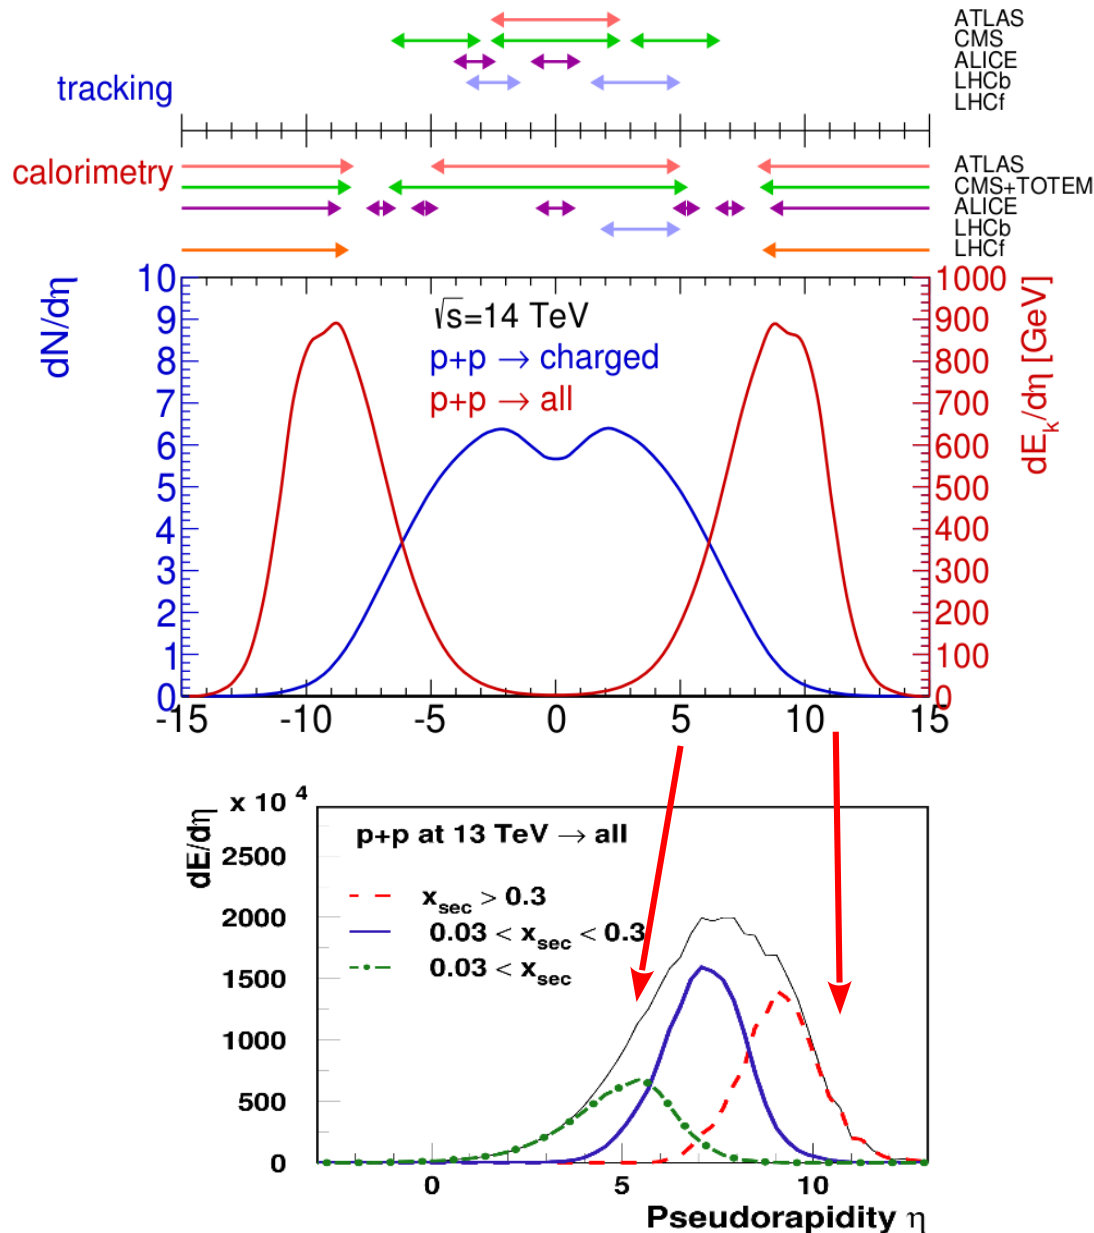 ATLAS
CMS
ALICE
LHCb
LHCf
tracking
calorimetry
ATLAS
CMS+TOTEM
ALICE
LHCb
LHCf
dN/dη
10
9
8
7
6
5
4
3
2
1
0
√s=14 TeV
p+p → charged
p+p → all
1000
900
800
700
600
500
400
300
200
100
0
dE_k/dη [GeV]
-15 -10 -5 0 5 10 15
x 10^4
dE/dη
2500
2000
1500
1000
500
0
p+p at 13 TeV → all
x_sec > 0.3
0.03 < x_sec < 0.3
0.03 < x_sec
0 5 10
Pseudorapidity η